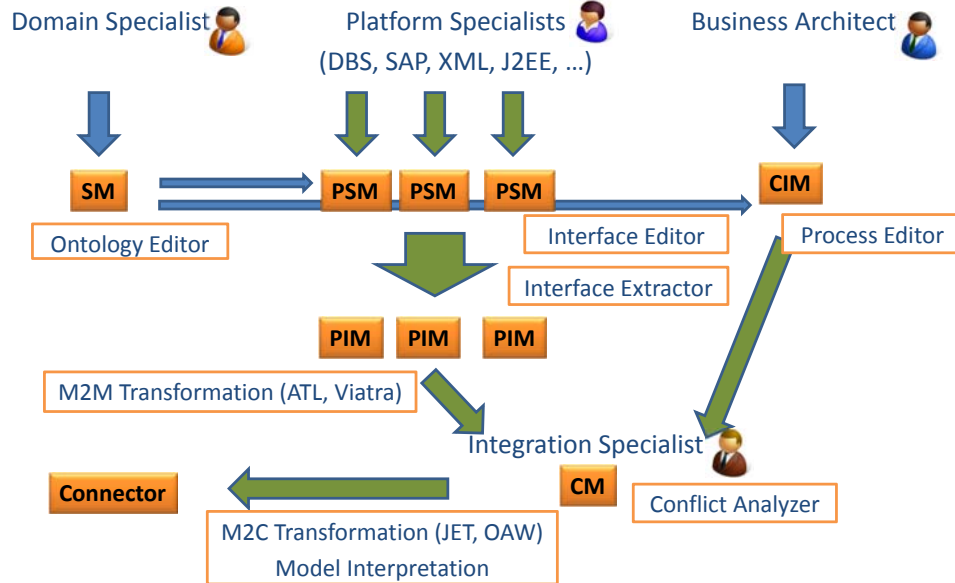 Domain Specialist
Platform Specialists
(DBS, SAP, XML, J2EE, ...)
Business Architect
SM
PSM
PSM
PSM
CIM
Ontology Editor
Interface Editor
Process Editor
Interface Extractor
PIM
PIM
PIM
M2M Transformation (ATL, Viatra)
Integration Specialist
Connector
CM
Conflict Analyzer
M2C Transformation (JET, OAW)
Model Interpretation